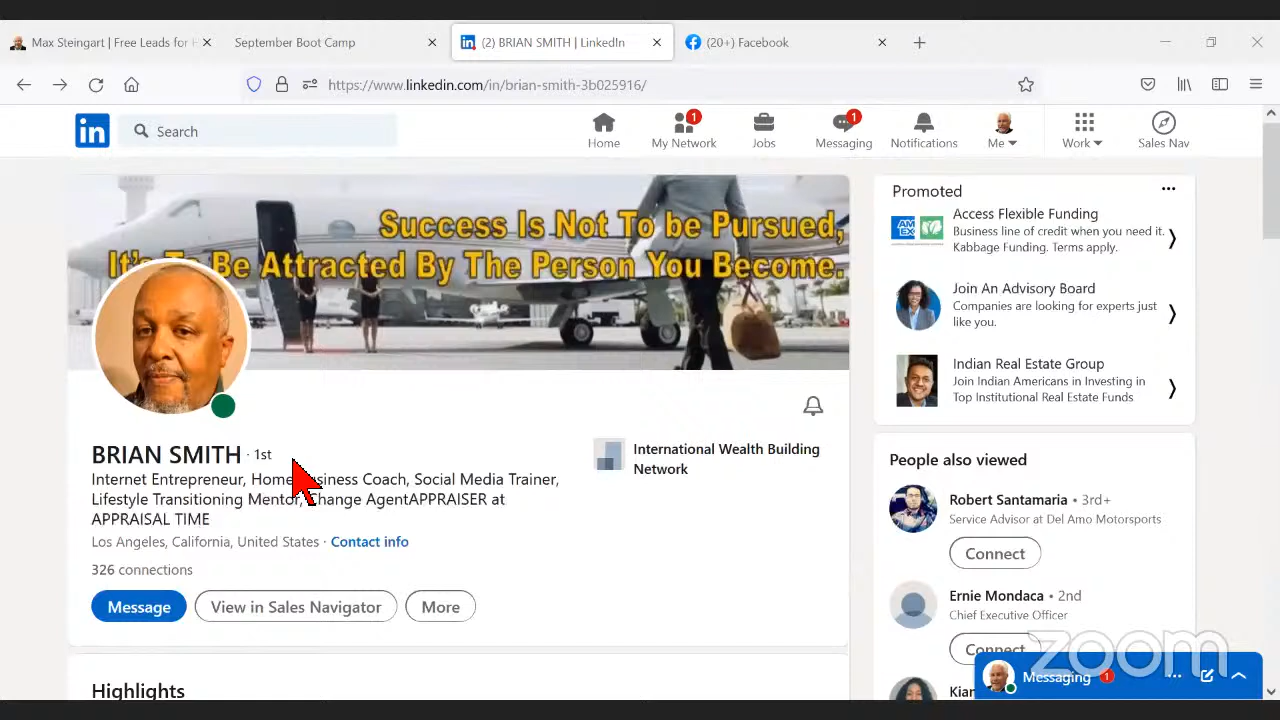 Max Steingart | Free Leads for H
September Boot Camp
(2) BRIAN SMITH | LinkedIn
(20+) Facebook
https://www.linkedin.com/in/brian-smith-3b025916/
in
Search
Home
1
My Network
Jobs
1
Messaging
Notifications
Me
Work
Sales Nav
Success Is Not To be Pursued,
It's To Be Attracted By The Person You Become.
BRIAN SMITH · 1st
Internet Entrepreneur, Home Business Coach, Social Media Trainer,
Lifestyle Transitioning Mentor, Change AgentAPPRAISER at
APPRAISAL TIME
Los Angeles, California, United States · Contact info
326 connections
Message
View in Sales Navigator
More
International Wealth Building
Network
Highlights
Promoted
AM
EX
Access Flexible Funding
Business line of credit when you need it.
Kabbage Funding. Terms apply.
Join An Advisory Board
Companies are looking for experts just
like you.
Indian Real Estate Group
Join Indian Americans in Investing in
Top Institutional Real Estate Funds
People also viewed
Robert Santamaria • 3rd+
Service Advisor at Del Amo Motorsports
Connect
Ernie Mondaca • 2nd
Chief Executive Officer
Connect
Kian
Messaging
1
zoom